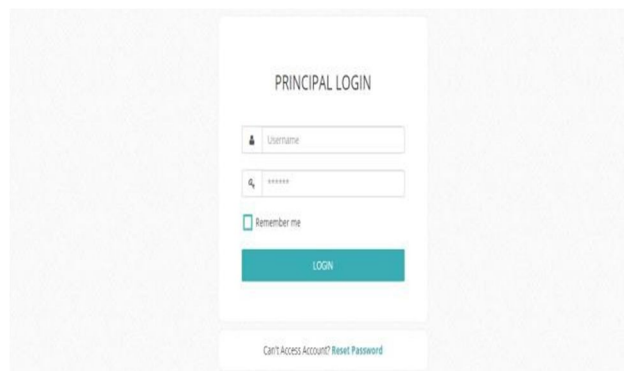 PRINCIPAL LOGIN
Username
******
Remember me
LOGIN
Can't Access Account? Reset Password